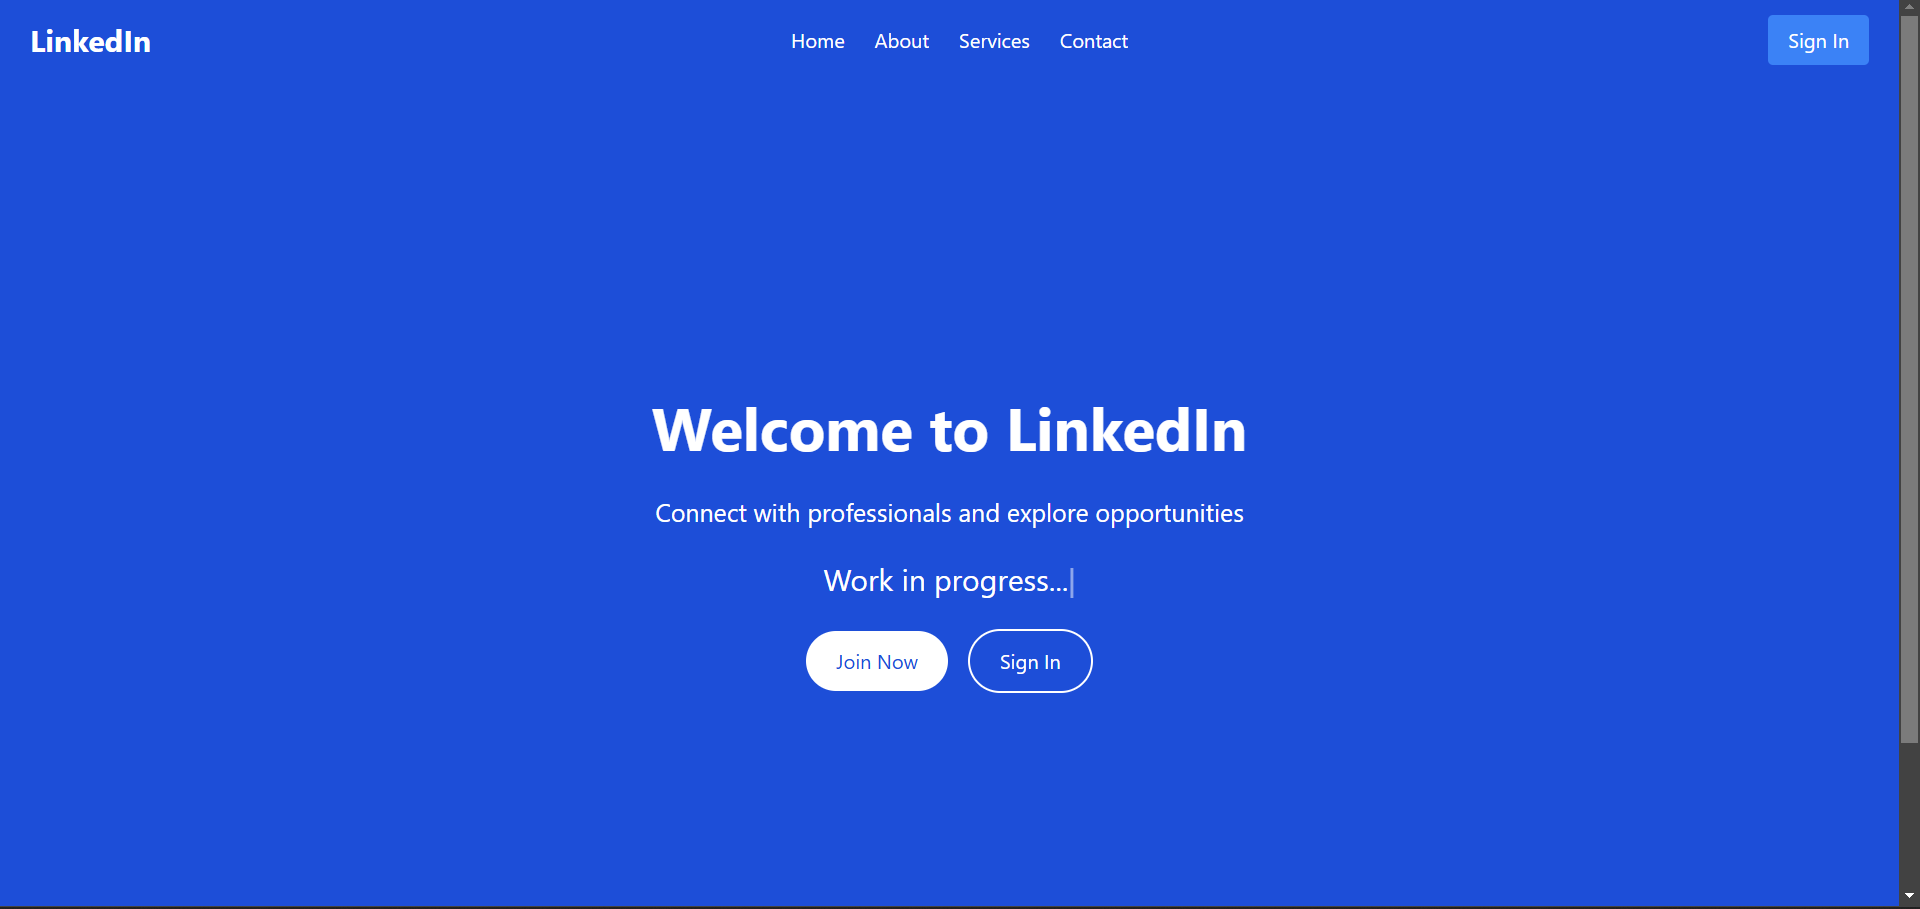 LinkedIn
Home About Services Contact
Sign In
Welcome to LinkedIn
Connect with professionals and explore opportunities
Work in progress...|
Join Now
Sign In